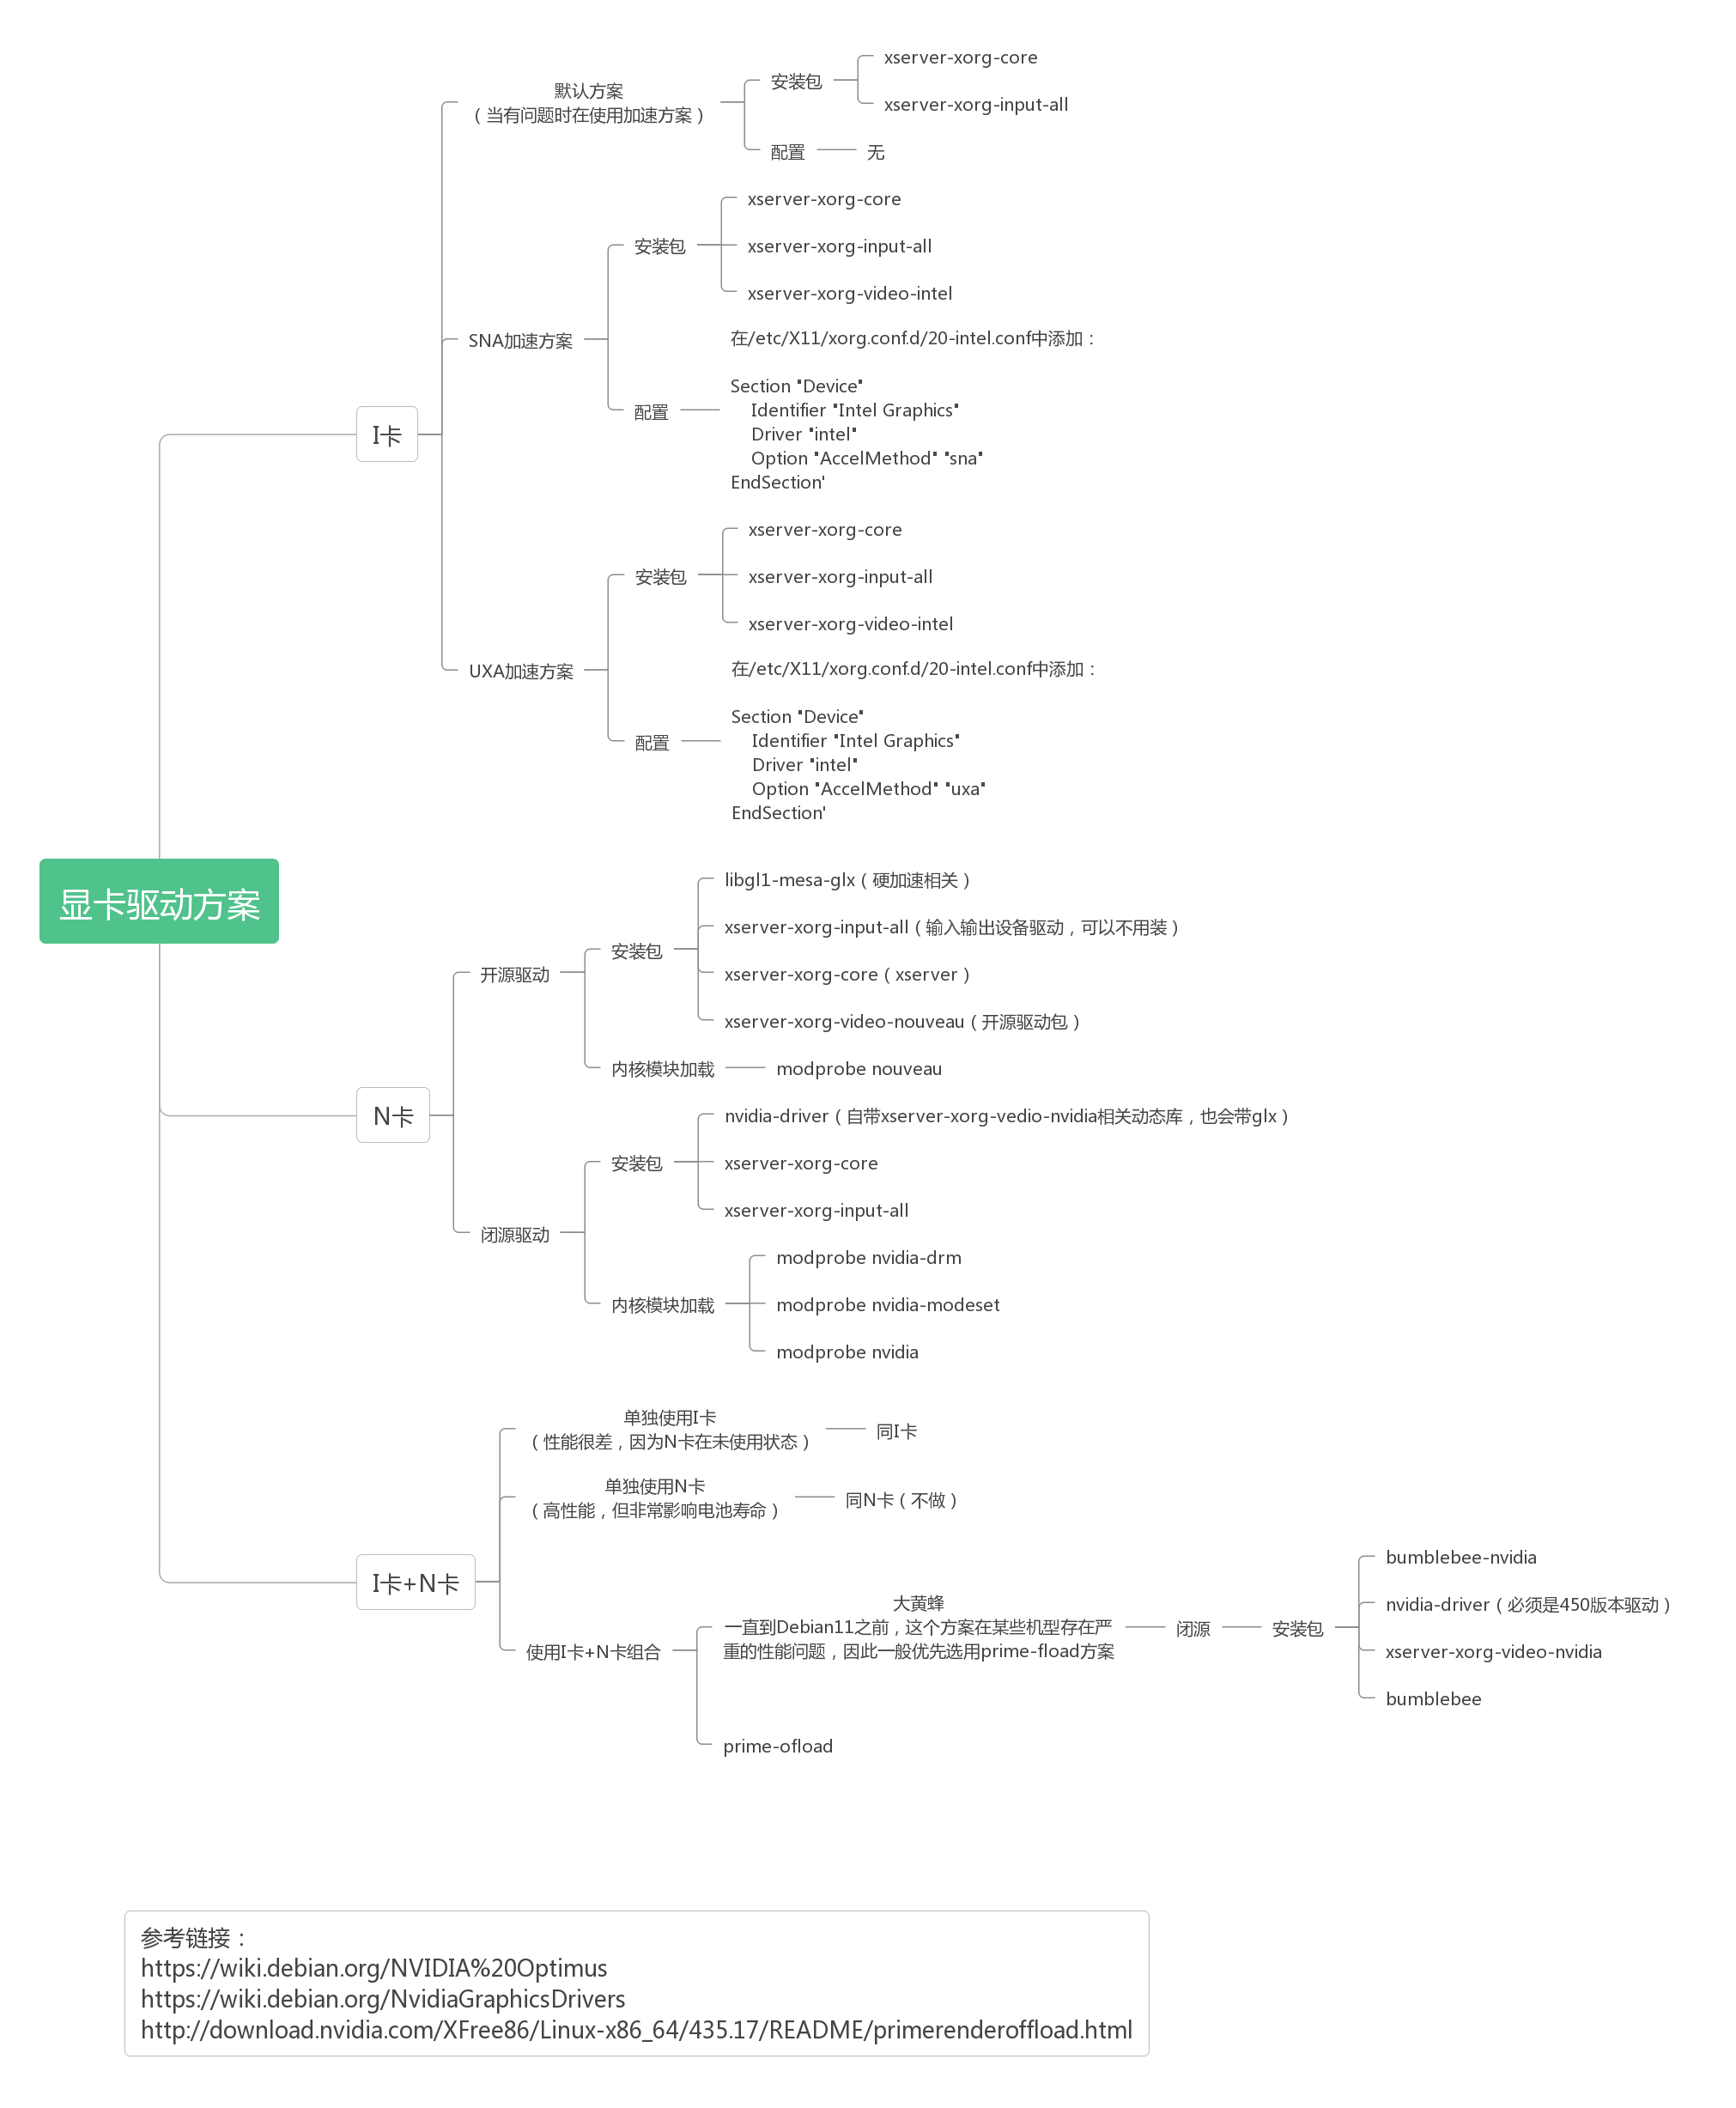 显卡驱动方案
I卡
默认方案
（当有问题时在使用加速方案）
安装包
xserver-xorg-core
xserver-xorg-input-all
配置
无
SNA加速方案
安装包
xserver-xorg-core
xserver-xorg-input-all
xserver-xorg-video-intel
配置
在/etc/X11/xorg.conf.d/20-intel.conf中添加：
Section "Device"
Identifier "Intel Graphics"
Driver "intel"
Option "AccelMethod" "sna"
EndSection'
UXA加速方案
安装包
xserver-xorg-core
xserver-xorg-input-all
xserver-xorg-video-intel
配置
在/etc/X11/xorg.conf.d/20-intel.conf中添加：
Section "Device"
Identifier "Intel Graphics"
Driver "intel"
Option "AccelMethod" "uxa"
EndSection'
N卡
开源驱动
安装包
libgl1-mesa-glx（硬加速相关）
xserver-xorg-input-all（输入输出设备驱动，可以不用装）
xserver-xorg-core（xserver）
xserver-xorg-video-nouveau（开源驱动包）
内核模块加载
modprobe nouveau
闭源驱动
安装包
nvidia-driver（自带xserver-xorg-vedio-nvidia相关动态库，也会带glx）
xserver-xorg-core
xserver-xorg-input-all
内核模块加载
modprobe nvidia-drm
modprobe nvidia-modeset
modprobe nvidia
I卡+N卡
单独使用I卡
（性能很差，因为N卡在未使用状态）
同I卡
单独使用N卡
（高性能，但非常影响电池寿命）
同N卡（不做）
使用I卡+N卡组合
大黄蜂
一直到Debian11之前，这个方案在某些机型存在严
重的性能问题，因此一般优先选用prime-fload方案
闭源
安装包
bumblebee-nvidia
nvidia-driver（必须是450版本驱动）
xserver-xorg-video-nvidia
bumblebee
prime-ofload
参考链接：
https://wiki.debian.org/NVIDIA%20Optimus
https://wiki.debian.org/NvidiaGraphicsDrivers
http://download.nvidia.com/XFree86/Linux-x86_64/435.17/README/primerenderoffload.html